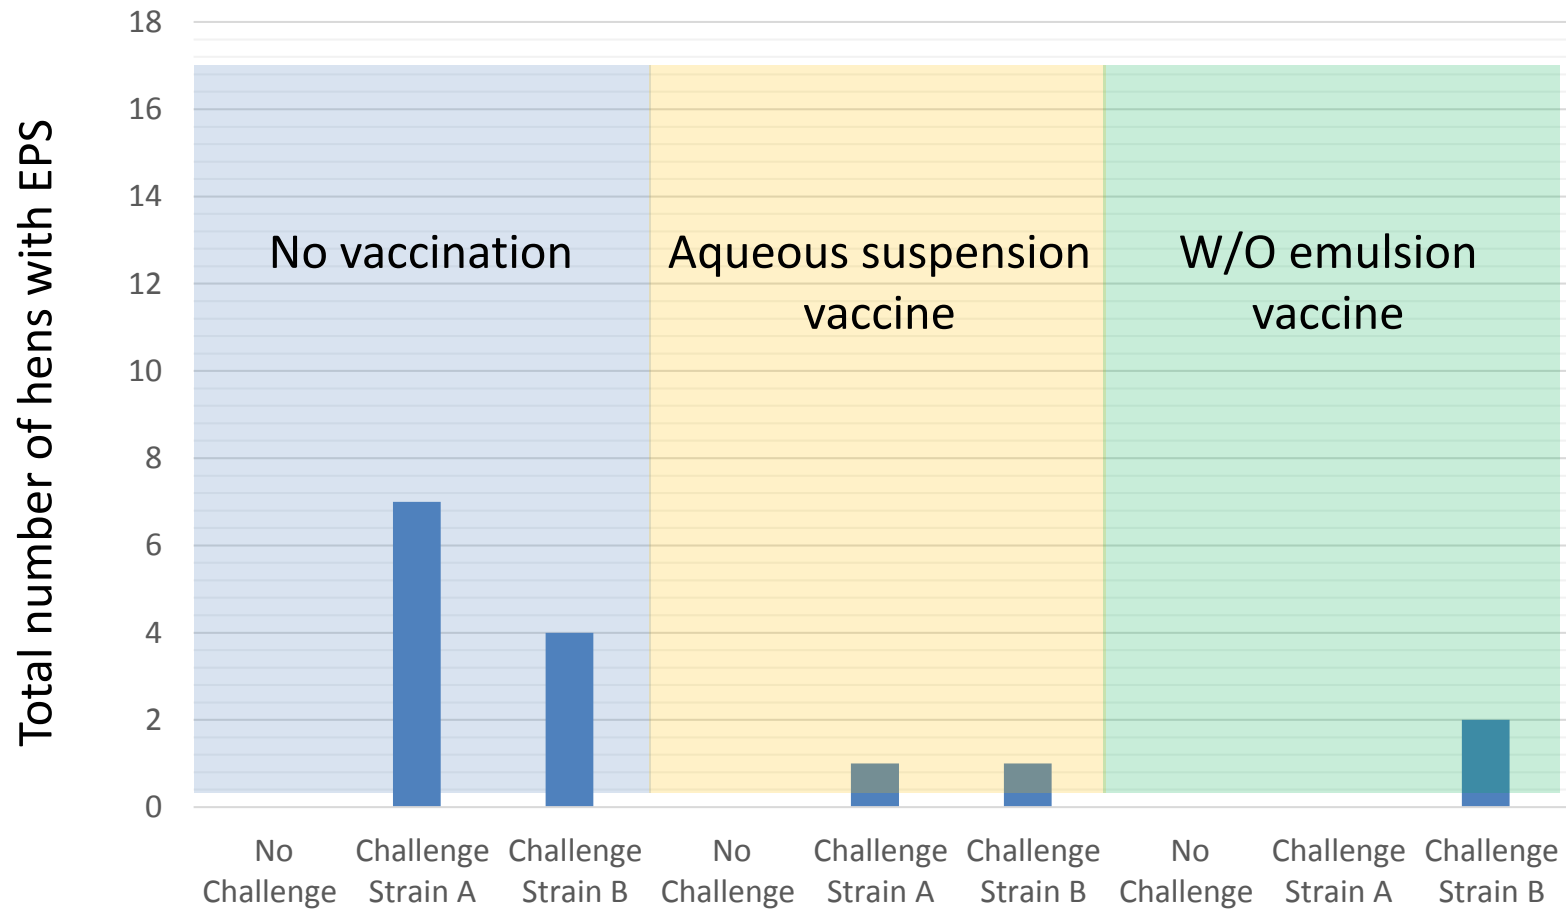 Total number of hens with EPS
18
16
14
12
10
8
6
4
2
0
No vaccination
Aqueous suspension
vaccine
W/O emulsion
vaccine
No
Challenge
Challenge
Strain A
Challenge
Strain B
No
Challenge
Challenge
Strain A
Challenge
Strain B
No
Challenge
Challenge
Strain A
Challenge
Strain B